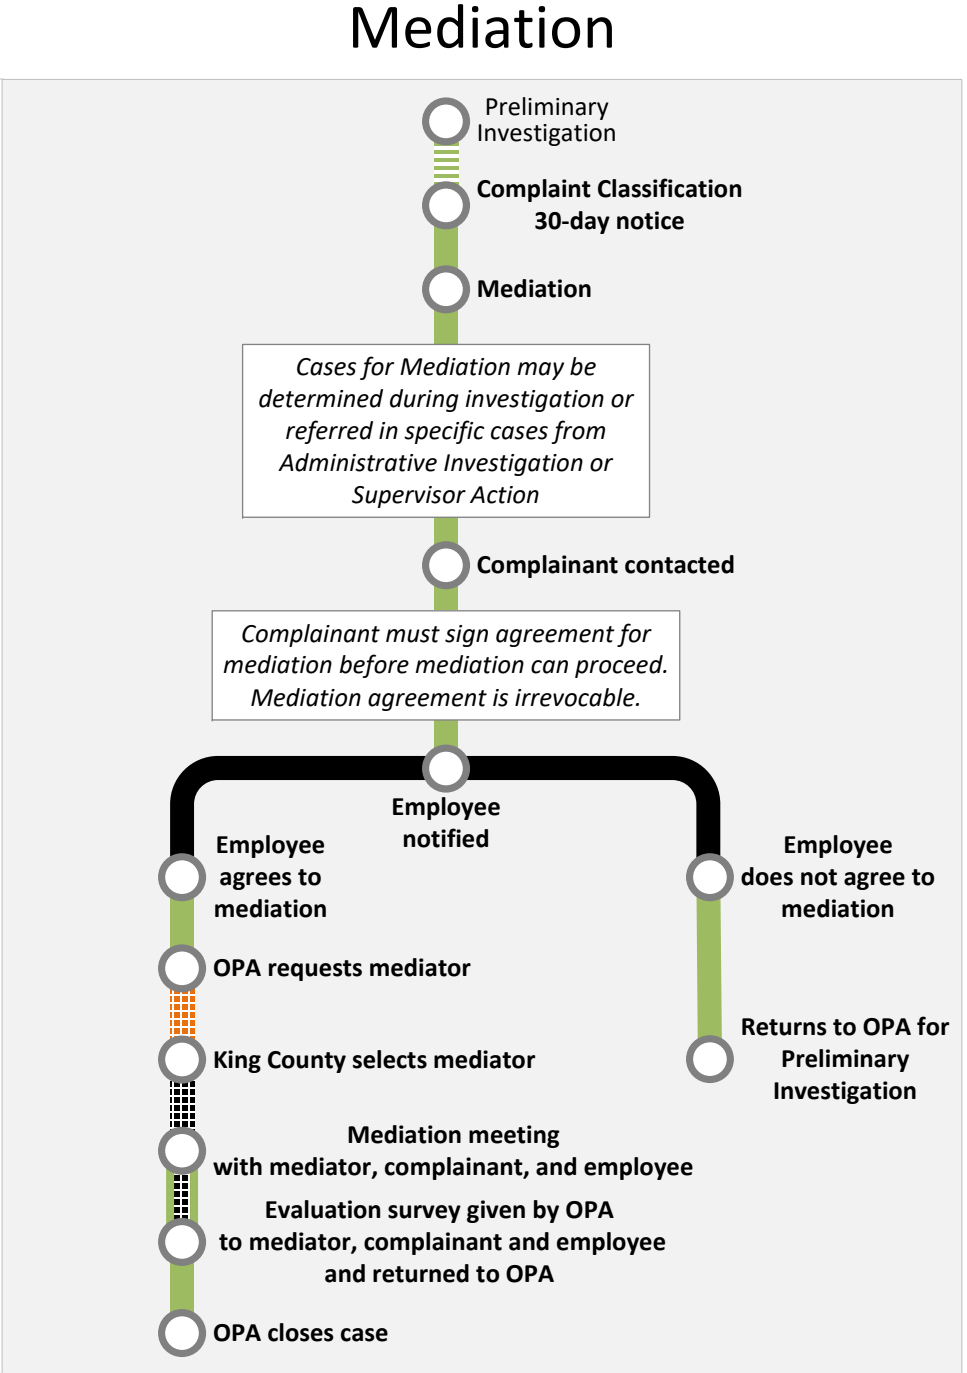 Mediation
Preliminary
Investigation
Complaint Classification
30-day notice
Mediation
Cases for Mediation may be
determined during investigation or
referred in specific cases from
Administrative Investigation or
Supervisor Action
Complainant contacted
Complainant must sign agreement for
mediation before mediation can proceed.
Mediation agreement is irrevocable.
Employee
notified
Employee
agrees to
mediation
Employee
does not agree to
mediation
OPA requests mediator
Returns to OPA for
Preliminary
Investigation
King County selects mediator
Mediation meeting
with mediator, complainant, and employee
Evaluation survey given by OPA
to mediator, complainant and employee
and returned to OPA
OPA closes case